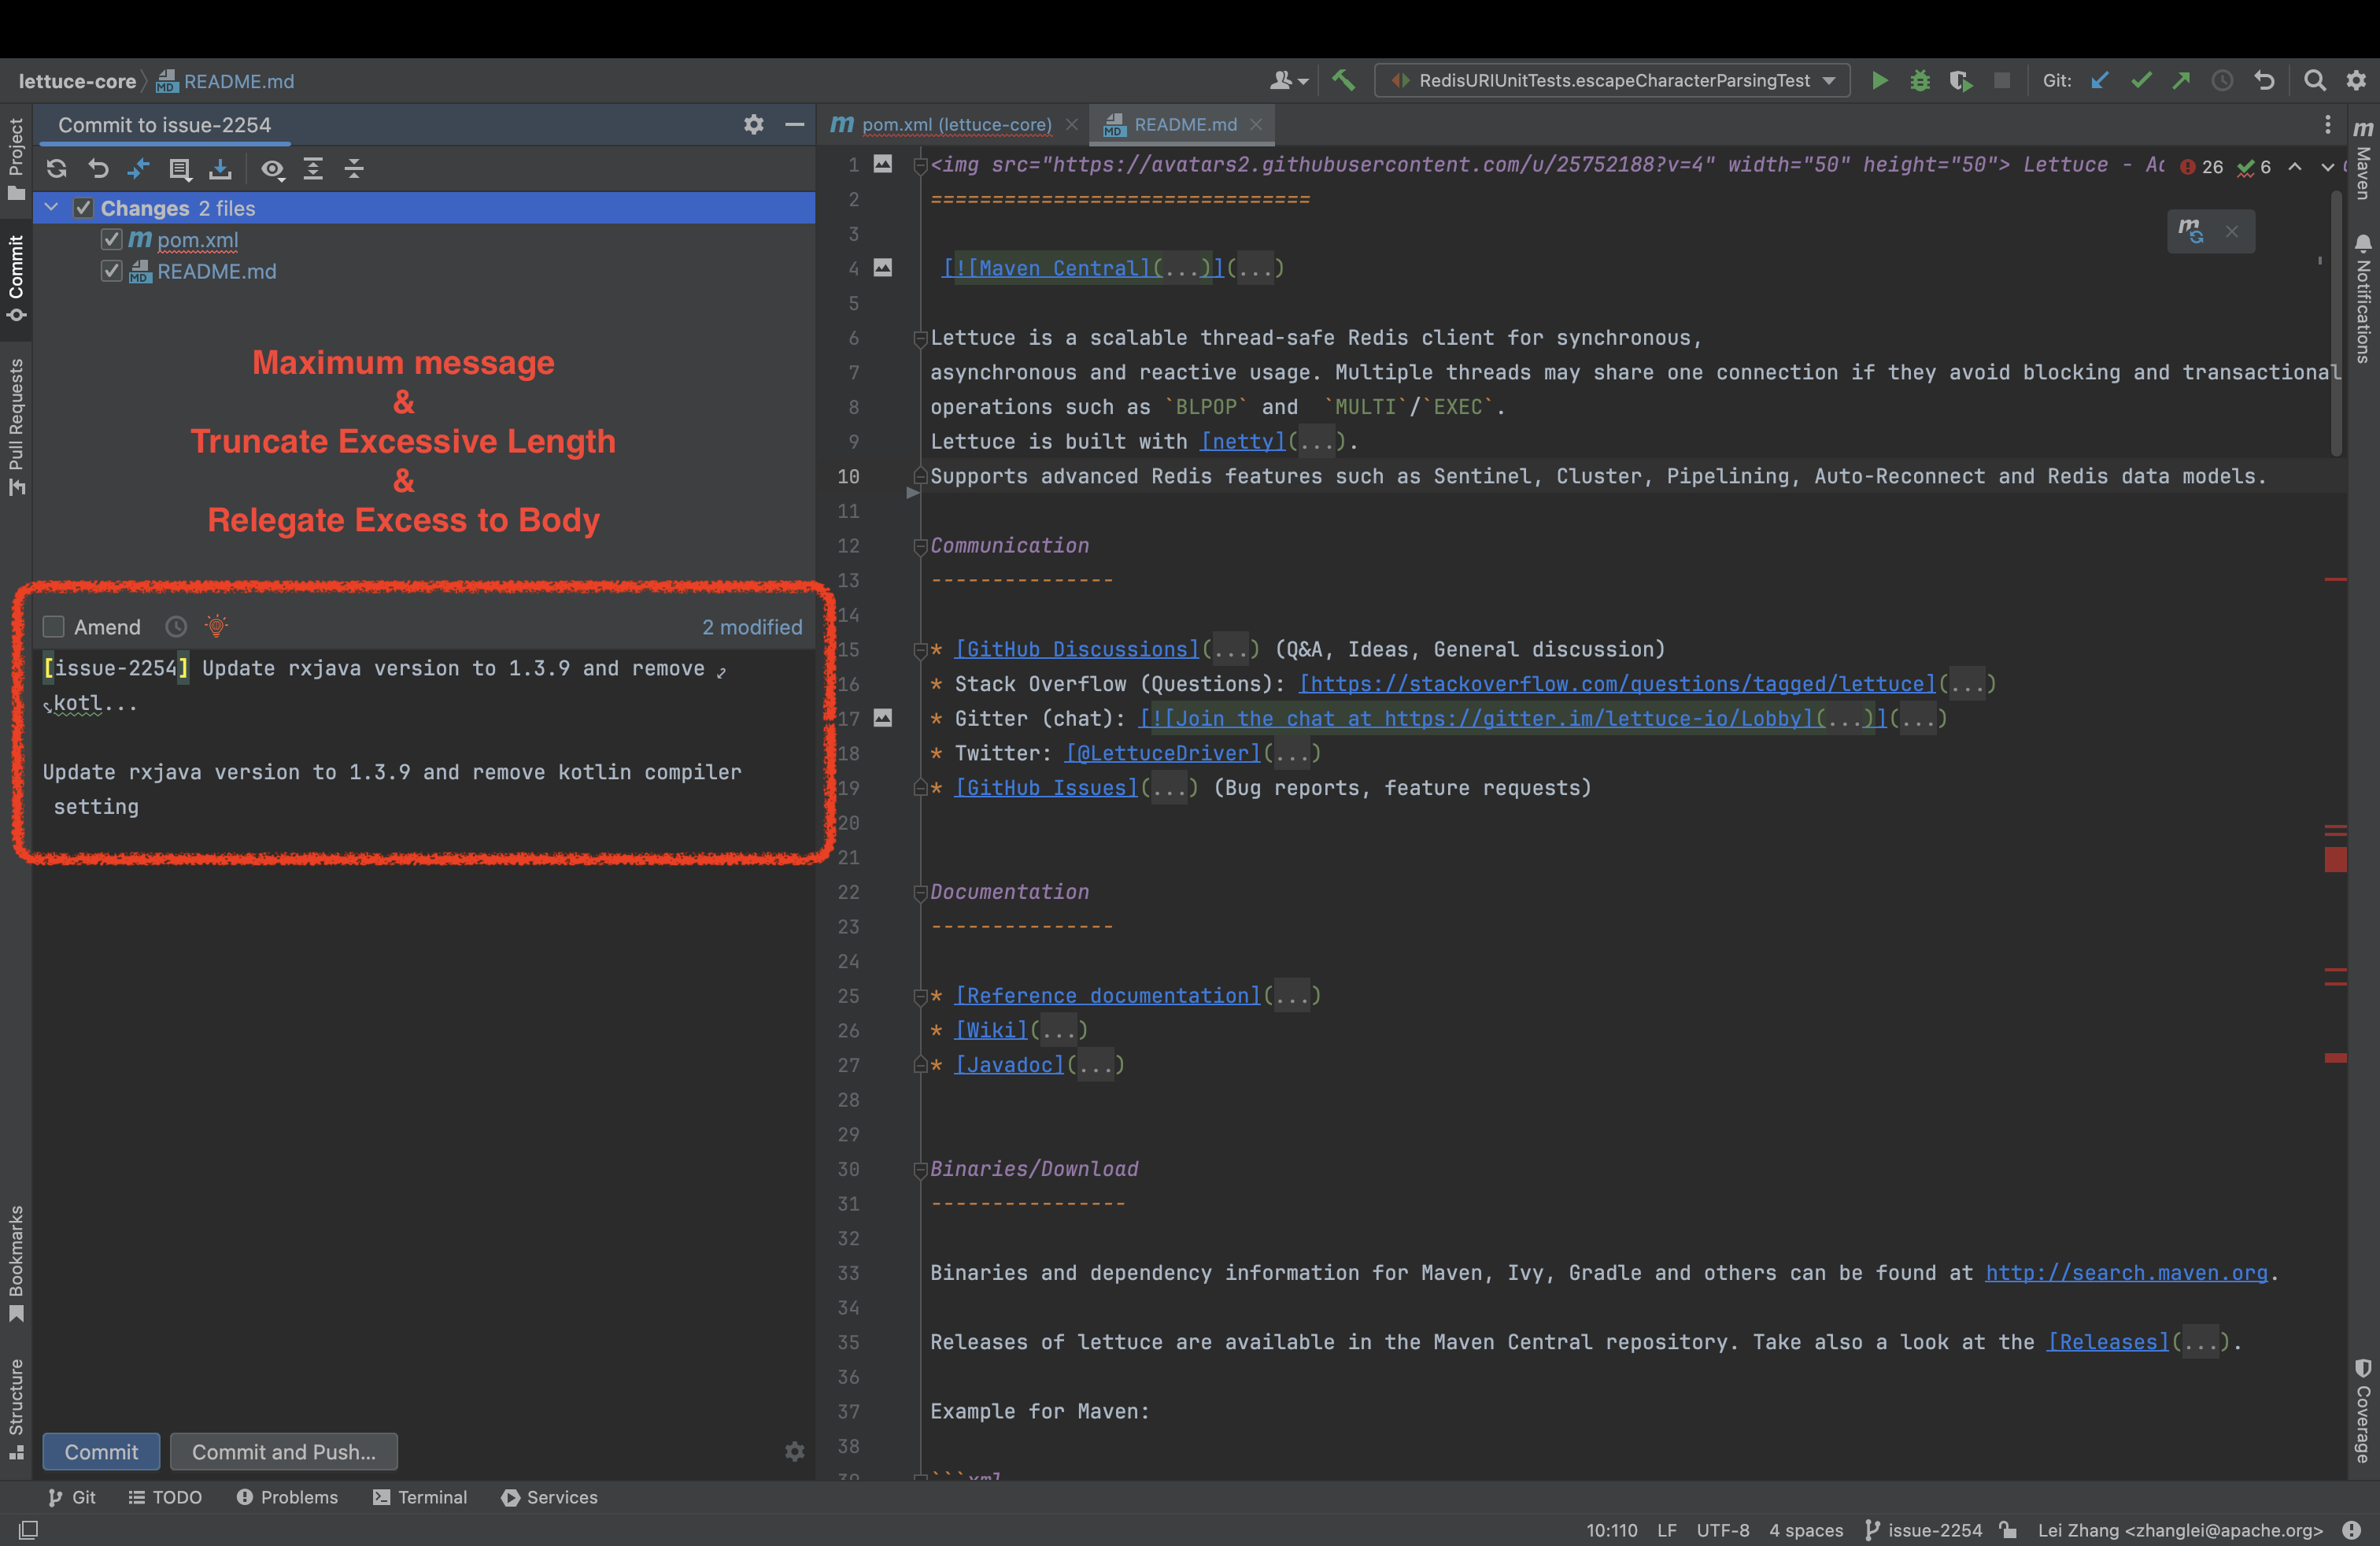 lettuce-core README.md
RedisURIUnitTests.escapeCharacterParsingTest Git:
Project
Commit
Pull Requests
Bookmarks
Structure
Commit to issue-2254
Changes 2 files
pom.xml
README.md
Maximum message
&
Truncate Excessive Length
&
Relegate Excess to Body
Amend 2 modified
[issue-2254] Update rxjava version to 1.3.9 and remove
kotl...
Update rxjava version to 1.3.9 and remove kotlin compiler
setting
Commit Commit and Push...
pom.xml (lettuce-core) README.md
1 <img src="https://avatars2.githubusercontent.com/u/25752188?v=4" width="50" height="50"> Lettuce - 26 6
2 ===============================
3
4 [![Maven Central](...)](...)
5
6 Lettuce is a scalable thread-safe Redis client for synchronous,
7 asynchronous and reactive usage. Multiple threads may share one connection if they avoid blocking and transactional
8 operations such as `BLPOP` and  `MULTI`/`EXEC`.
9 Lettuce is built with [netty](...).
10 Supports advanced Redis features such as Sentinel, Cluster, Pipelining, Auto-Reconnect and Redis data models.
11
12 Communication
13 ---------------
14
15 * [GitHub Discussions](...) (Q&A, Ideas, General discussion)
16 * Stack Overflow (Questions): [https://stackoverflow.com/questions/tagged/lettuce](...)
17 * Gitter (chat): [![Join the chat at https://gitter.im/lettuce-io/Lobby](...)](...)
18 * Twitter: [@LettuceDriver](...)
19 * [GitHub Issues](...) (Bug reports, feature requests)
20
21
22 Documentation
23 ---------------
24
25 * [Reference documentation](...)
26 * [Wiki](...)
27 * [Javadoc](...)
28
29
30 Binaries/Download
31 ----------------
32
33 Binaries and dependency information for Maven, Ivy, Gradle and others can be found at http://search.maven.org.
34
35 Releases of lettuce are available in the Maven Central repository. Take also a look at the [Releases](...).
36
37 Example for Maven:
38
39 ```xml
Maven
Notifications
Coverage
Git TODO Problems Terminal Services
10:110 LF UTF-8 4 spaces issue-2254 Lei Zhang <zhanglei@apache.org>